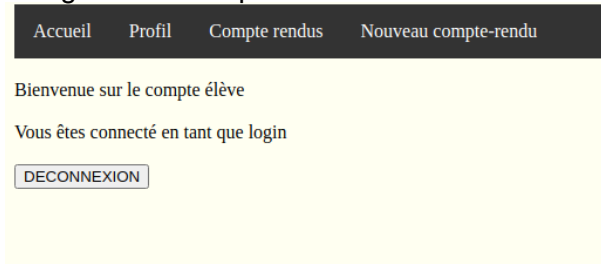 Accueil Profil Compte rendus Nouveau compte-rendu
Bienvenue sur le compte élève
Vous êtes connecté en tant que login
DECONNEXION